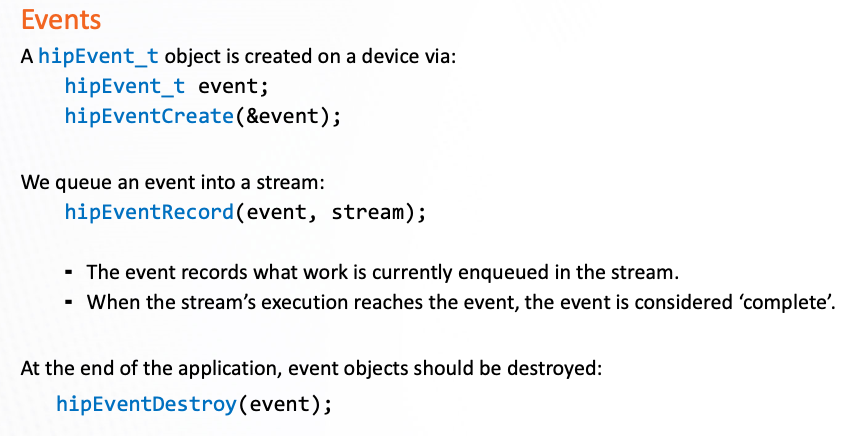 Events
A hipEvent_t object is created on a device via:
hipEvent_t event;
hipEventCreate(&event);
We queue an event into a stream:
hipEventRecord(event, stream);
- The event records what work is currently enqueued in the stream.
- When the stream’s execution reaches the event, the event is considered ‘complete’.
At the end of the application, event objects should be destroyed:
hipEventDestroy(event);